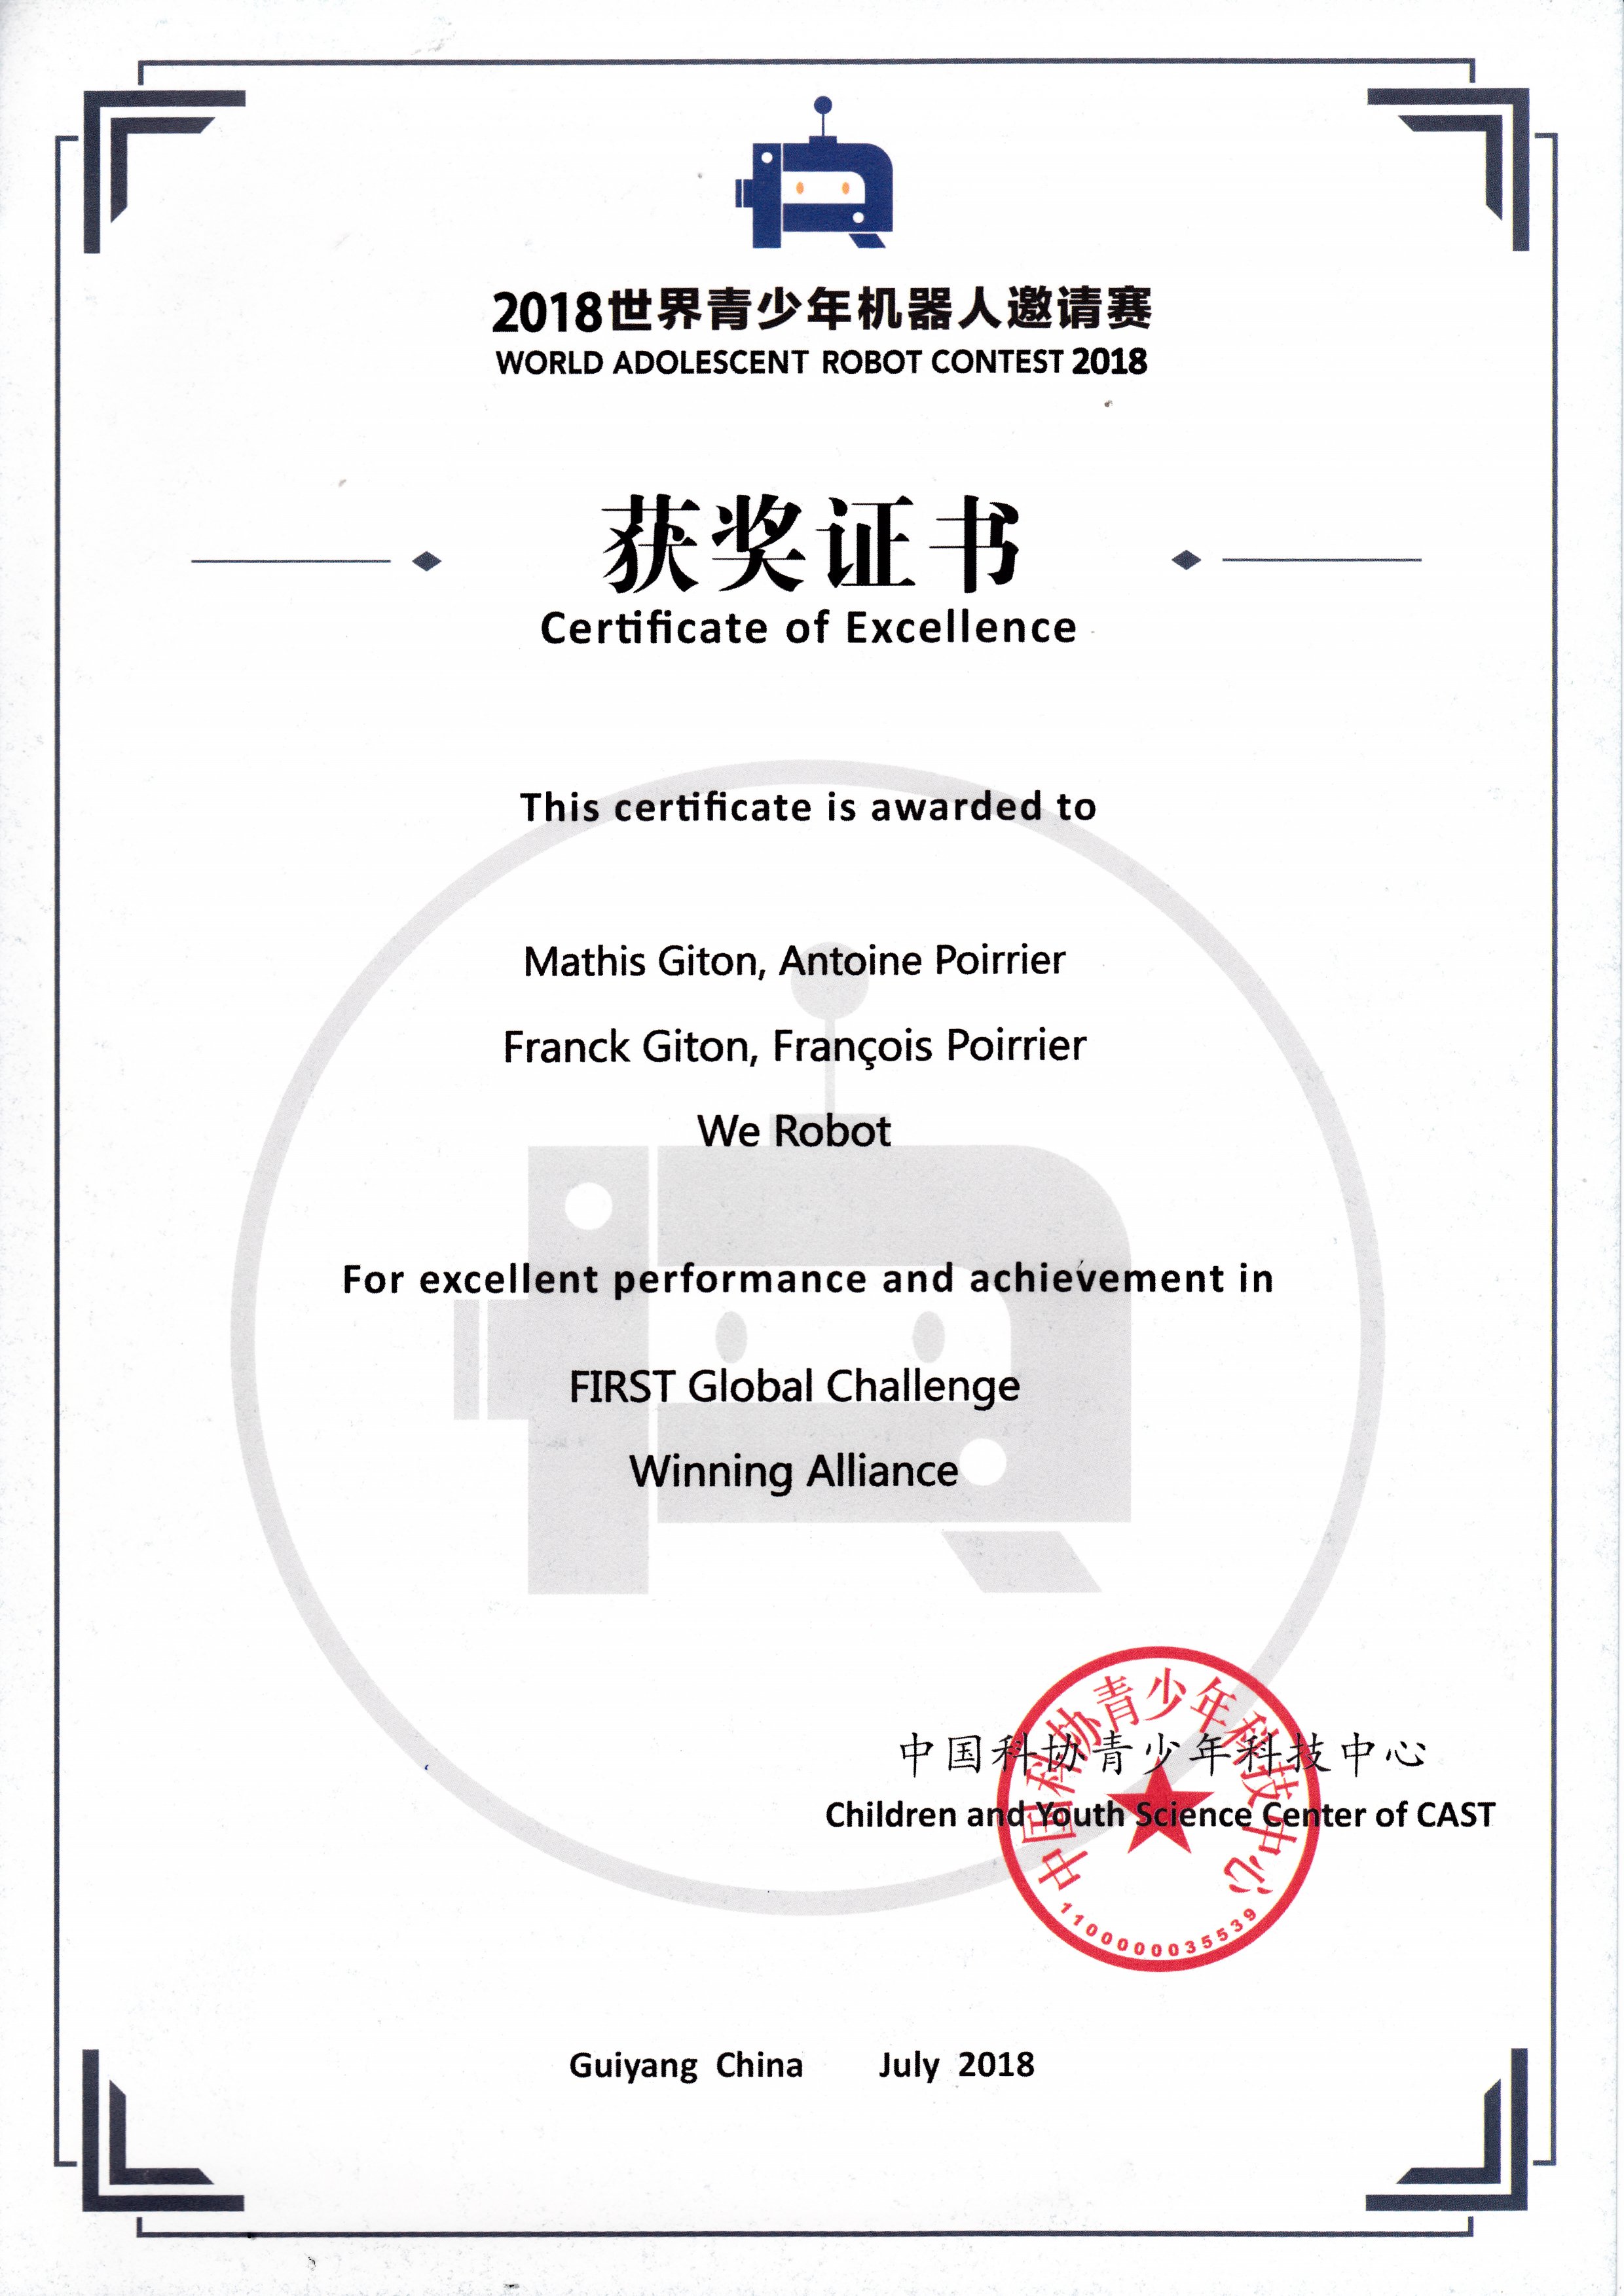 2018世界青少年机器人邀请赛
WORLD ADOLESCENT ROBOT CONTEST 2018
获奖证书
Certificate of Excellence
This certificate is awarded to
Mathis Giton, Antoine Poirrier
Franck Giton, François Poirrier
We Robot
For excellent performance and achievement in
FIRST Global Challenge
Winning Alliance
中国科协青少年科技中心
中国科协青少年科技中心
Children and Youth Science Center of CAST
1100000035539
Guiyang China July 2018